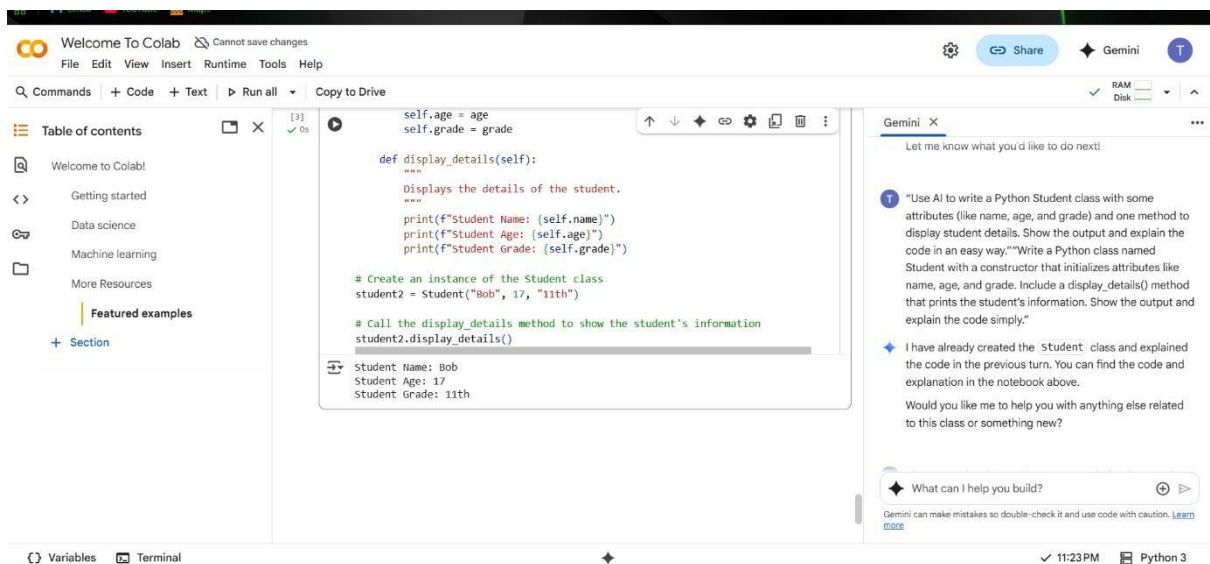 Welcome To Colab Cannot save changes
File Edit View Insert Runtime Tools Help
Share
Gemini
T
Commands + Code + Text Run all Copy to Drive
RAM
Disk
Table of contents
Welcome to Colab!
Getting started
Data science
Machine learning
More Resources
Featured examples
+ Section
[3]
0s
self.age = age
self.grade = grade
def display_details(self):
"""
Displays the details of the student.
"""
print(f"Student Name: {self.name}")
print(f"Student Age: {self.age}")
print(f"Student Grade: {self.grade}")
# Create an instance of the Student class
student2 = Student("Bob", 17, "11th")
# Call the display_details method to show the student's information
student2.display_details()
Student Name: Bob
Student Age: 17
Student Grade: 11th
Gemini
Let me know what you'd like to do next!
T
"Use AI to write a Python Student class with some
attributes (like name, age, and grade) and one method to
display student details. Show the output and explain the
code in an easy way.""Write a Python class named
Student with a constructor that initializes attributes like
name, age, and grade. Include a display_details() method
that prints the student's information. Show the output and
explain the code simply."
I have already created the Student class and explained
the code in the previous turn. You can find the code and
explanation in the notebook above.
Would you like me to help you with anything else related
to this class or something new?
What can I help you build?
Gemini can make mistakes so double-check it and use code with caution. Learn
more
{} Variables Terminal
11:23 PM Python 3